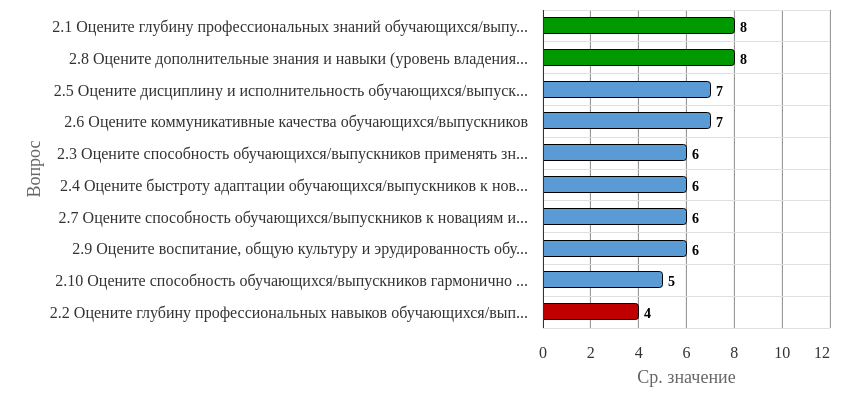 2.1 Оцените глубину профессиональных знаний обучающихся/выпу... 8
2.8 Оцените дополнительные знания и навыки (уровень владения... 8
2.5 Оцените дисциплину и исполнительность обучающихся/выпуск... 7
2.6 Оцените коммуникативные качества обучающихся/выпускников 7
2.3 Оцените способность обучающихся/выпускников применять зн... 6
2.4 Оцените быстроту адаптации обучающихся/выпускников к нов... 6
2.7 Оцените способность обучающихся/выпускников к новациям и... 6
2.9 Оцените воспитание, общую культуру и эрудированность обу... 6
2.10 Оцените способность обучающихся/выпускников гармонично ... 5
2.2 Оцените глубину профессиональных навыков обучающихся/вып... 4
Вопрос
0 2 4 6 8 10 12
Ср. значение